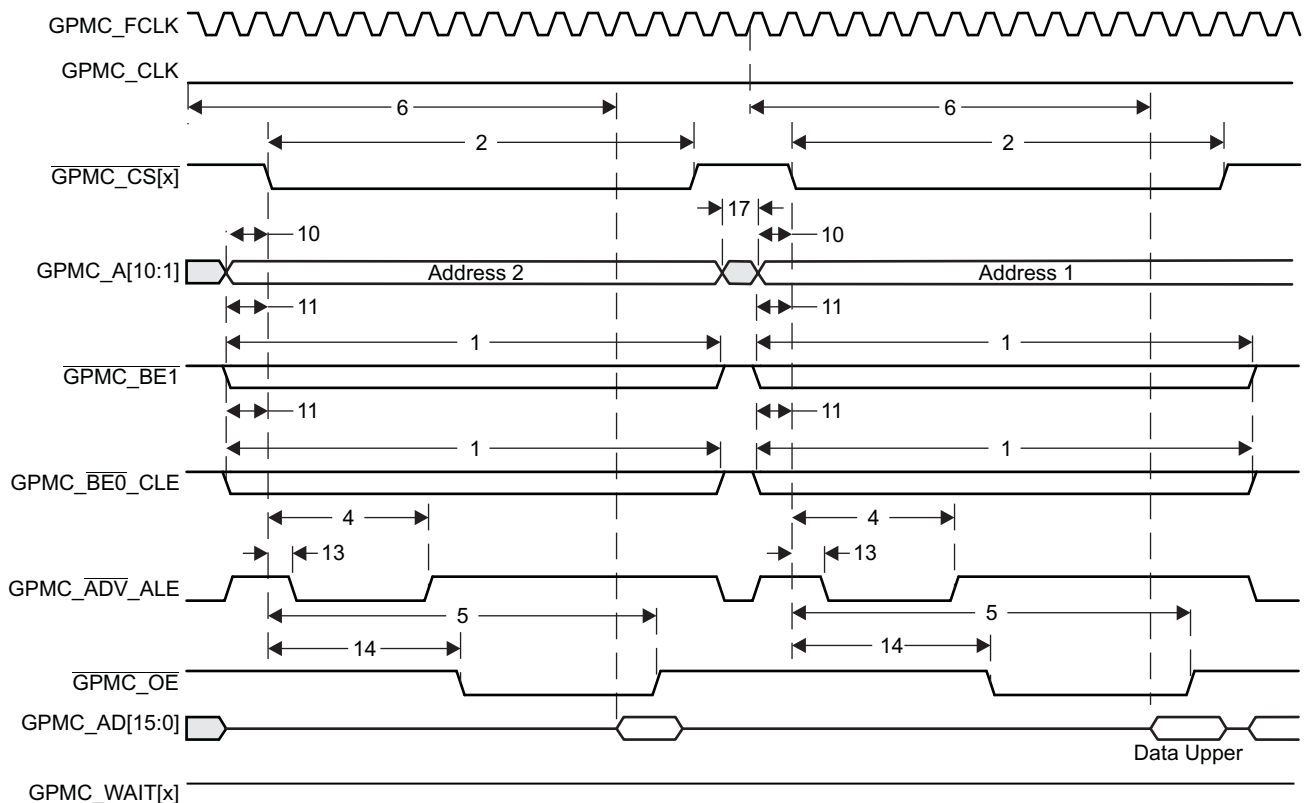 GPMC_FCLK
GPMC_CLK
6
6
2
2
GPMC_CS[x]
17
10
10
GPMC_A[10:1]
Address 2
Address 1
11
11
1
1
GPMC_BE1
11
11
1
1
GPMC_BE0_CLE
4
4
13
13
GPMC_ADV_ALE
5
5
14
14
GPMC_OE
GPMC_AD[15:0]
Data Upper
GPMC_WAIT[x]